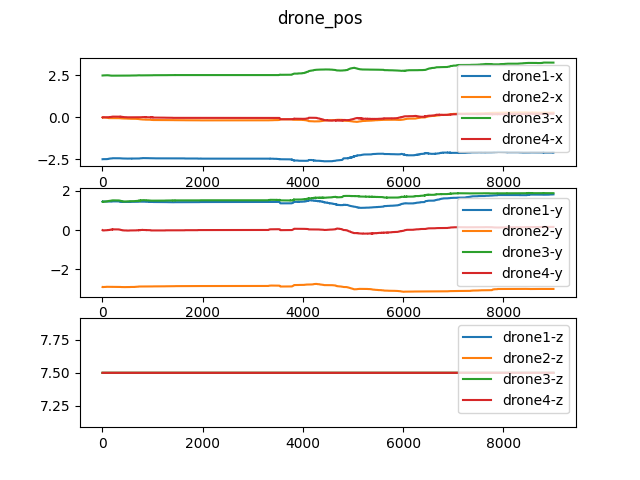 drone_pos
2.5
0.0
−2.5
drone1-x
drone2-x
drone3-x
drone4-x
0 2000 4000 6000 8000
2
0
−2
drone1-y
drone2-y
drone3-y
drone4-y
0 2000 4000 6000 8000
7.75
7.50
7.25
drone1-z
drone2-z
drone3-z
drone4-z
0 2000 4000 6000 8000